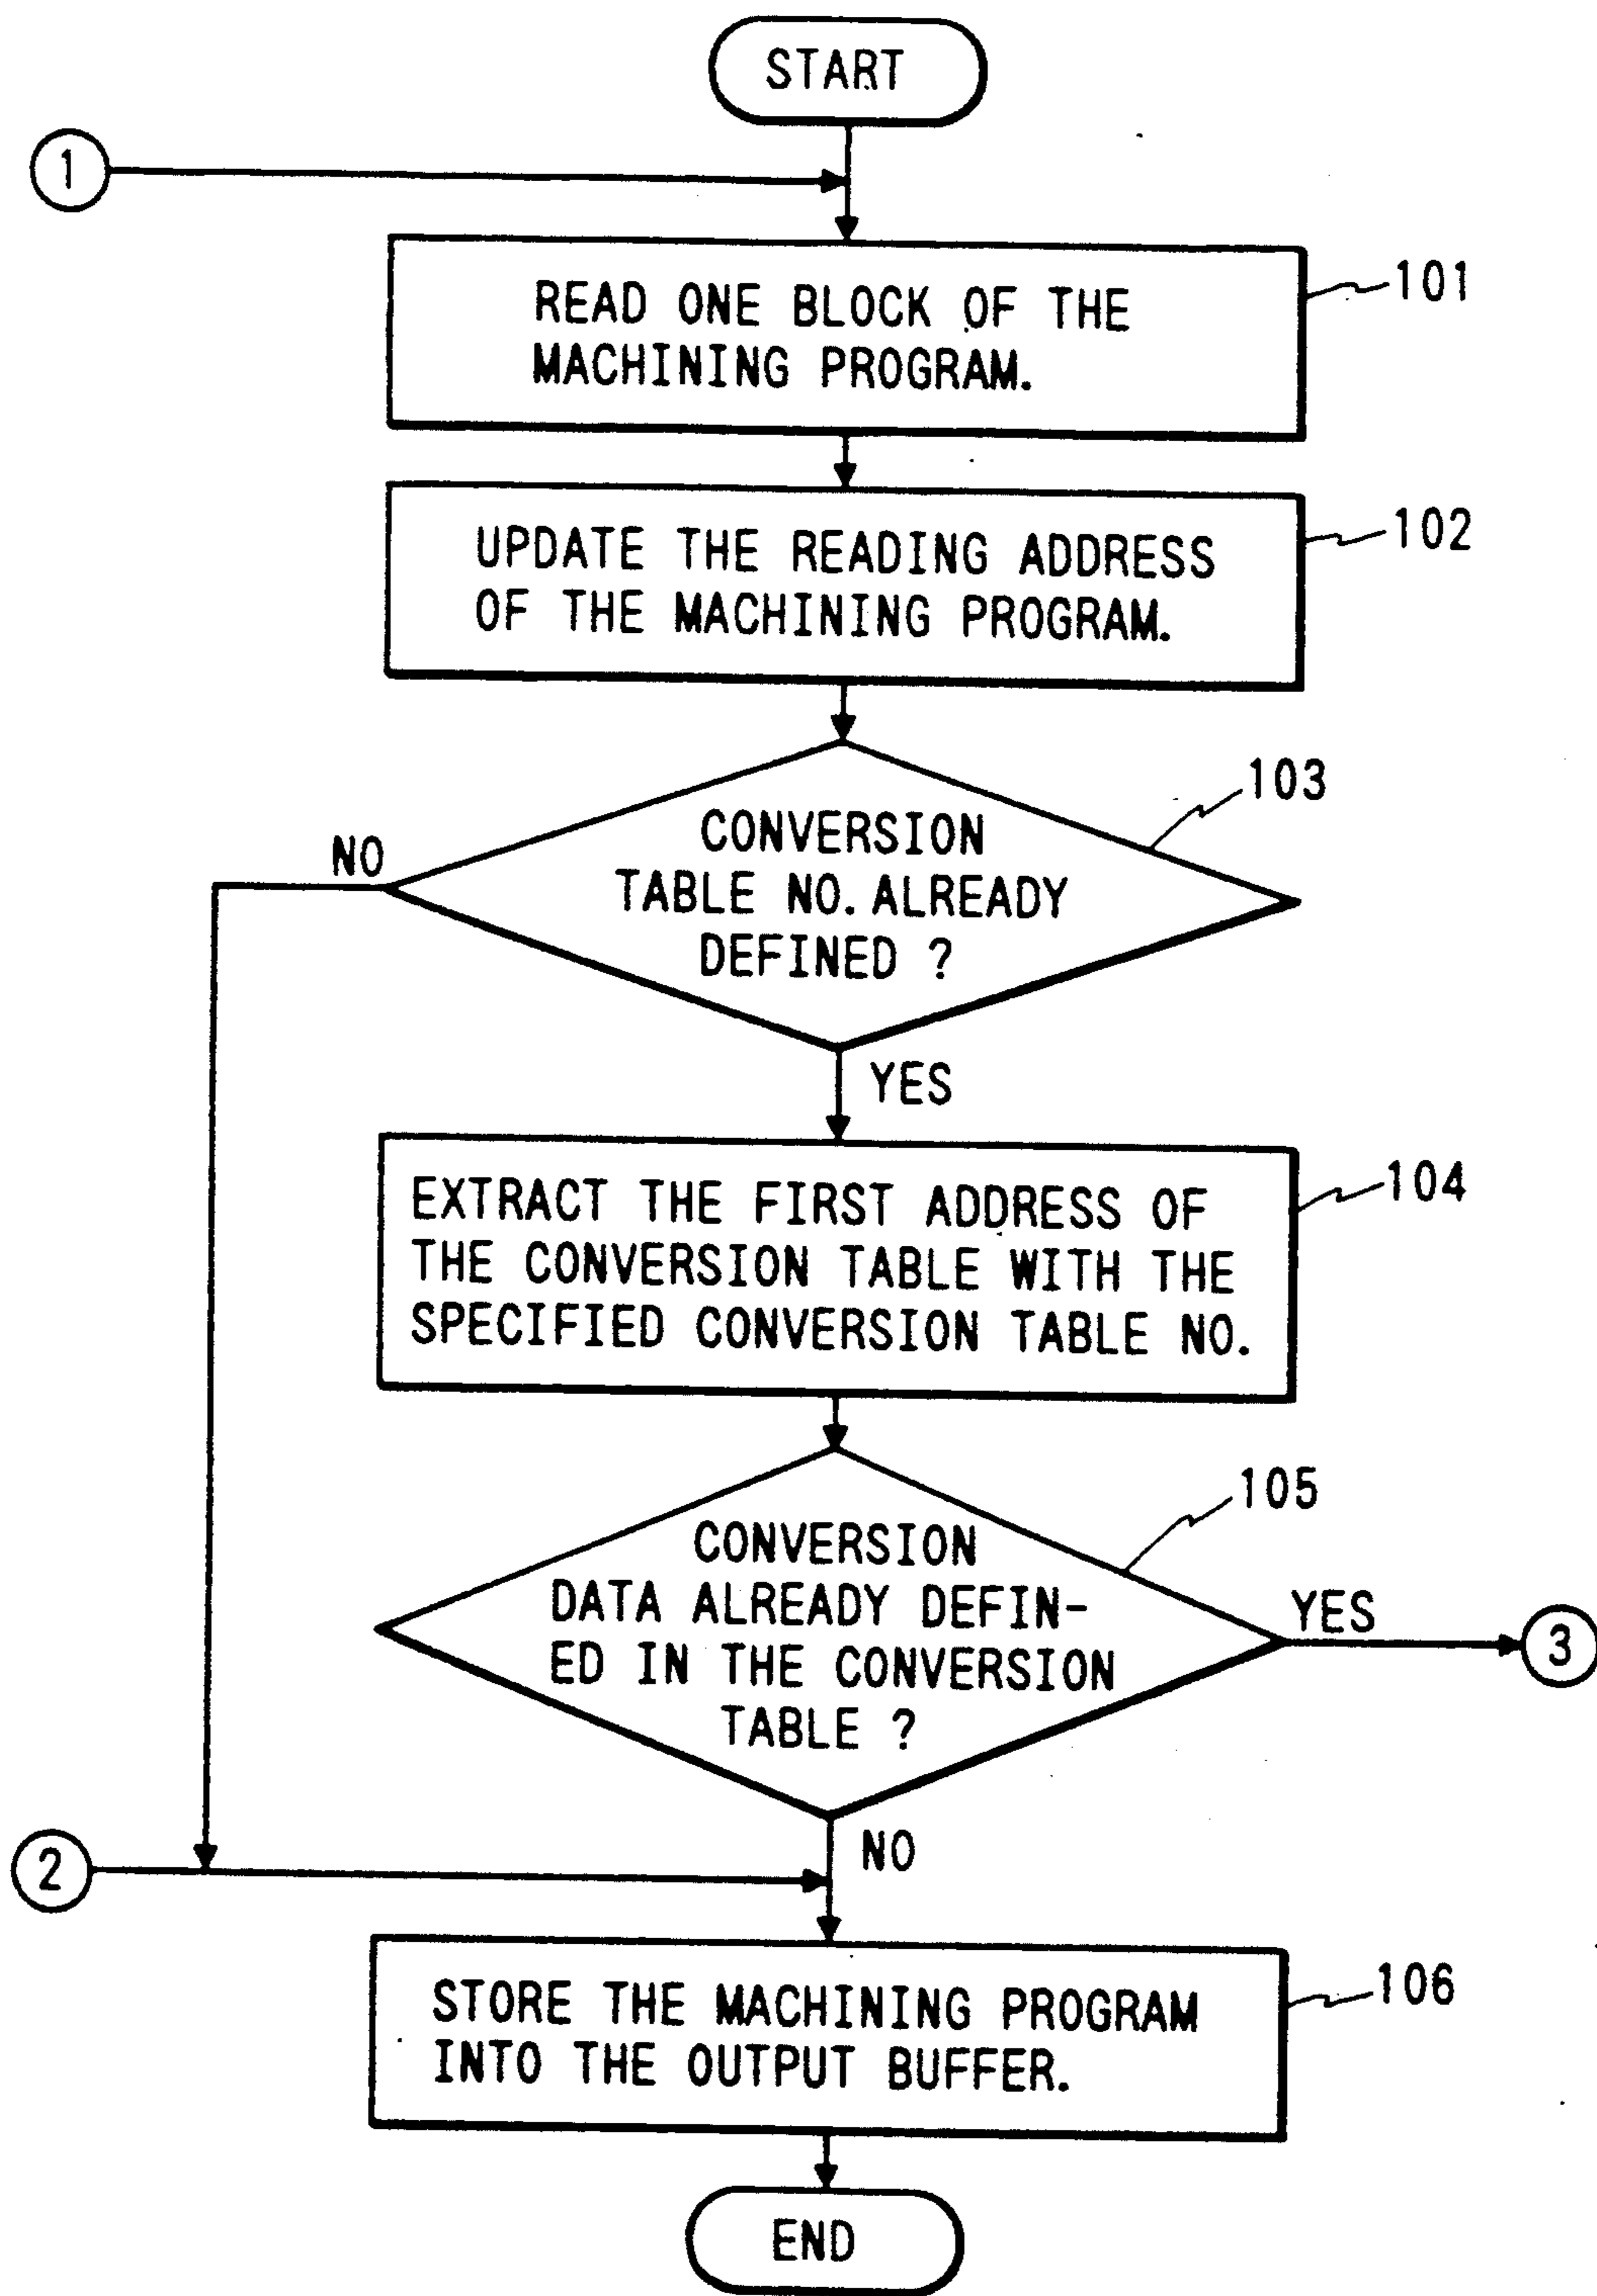 START
1
READ ONE BLOCK OF THE
MACHINING PROGRAM.
101
UPDATE THE READING ADDRESS
OF THE MACHINING PROGRAM.
102
CONVERSION
TABLE NO. ALREADY
DEFINED ?
103
NO
YES
EXTRACT THE FIRST ADDRESS OF
THE CONVERSION TABLE WITH THE
SPECIFIED CONVERSION TABLE NO.
104
CONVERSION
DATA ALREADY DEFIN-
ED IN THE CONVERSION
TABLE ?
105
YES
3
NO
2
STORE THE MACHINING PROGRAM
INTO THE OUTPUT BUFFER.
106
END